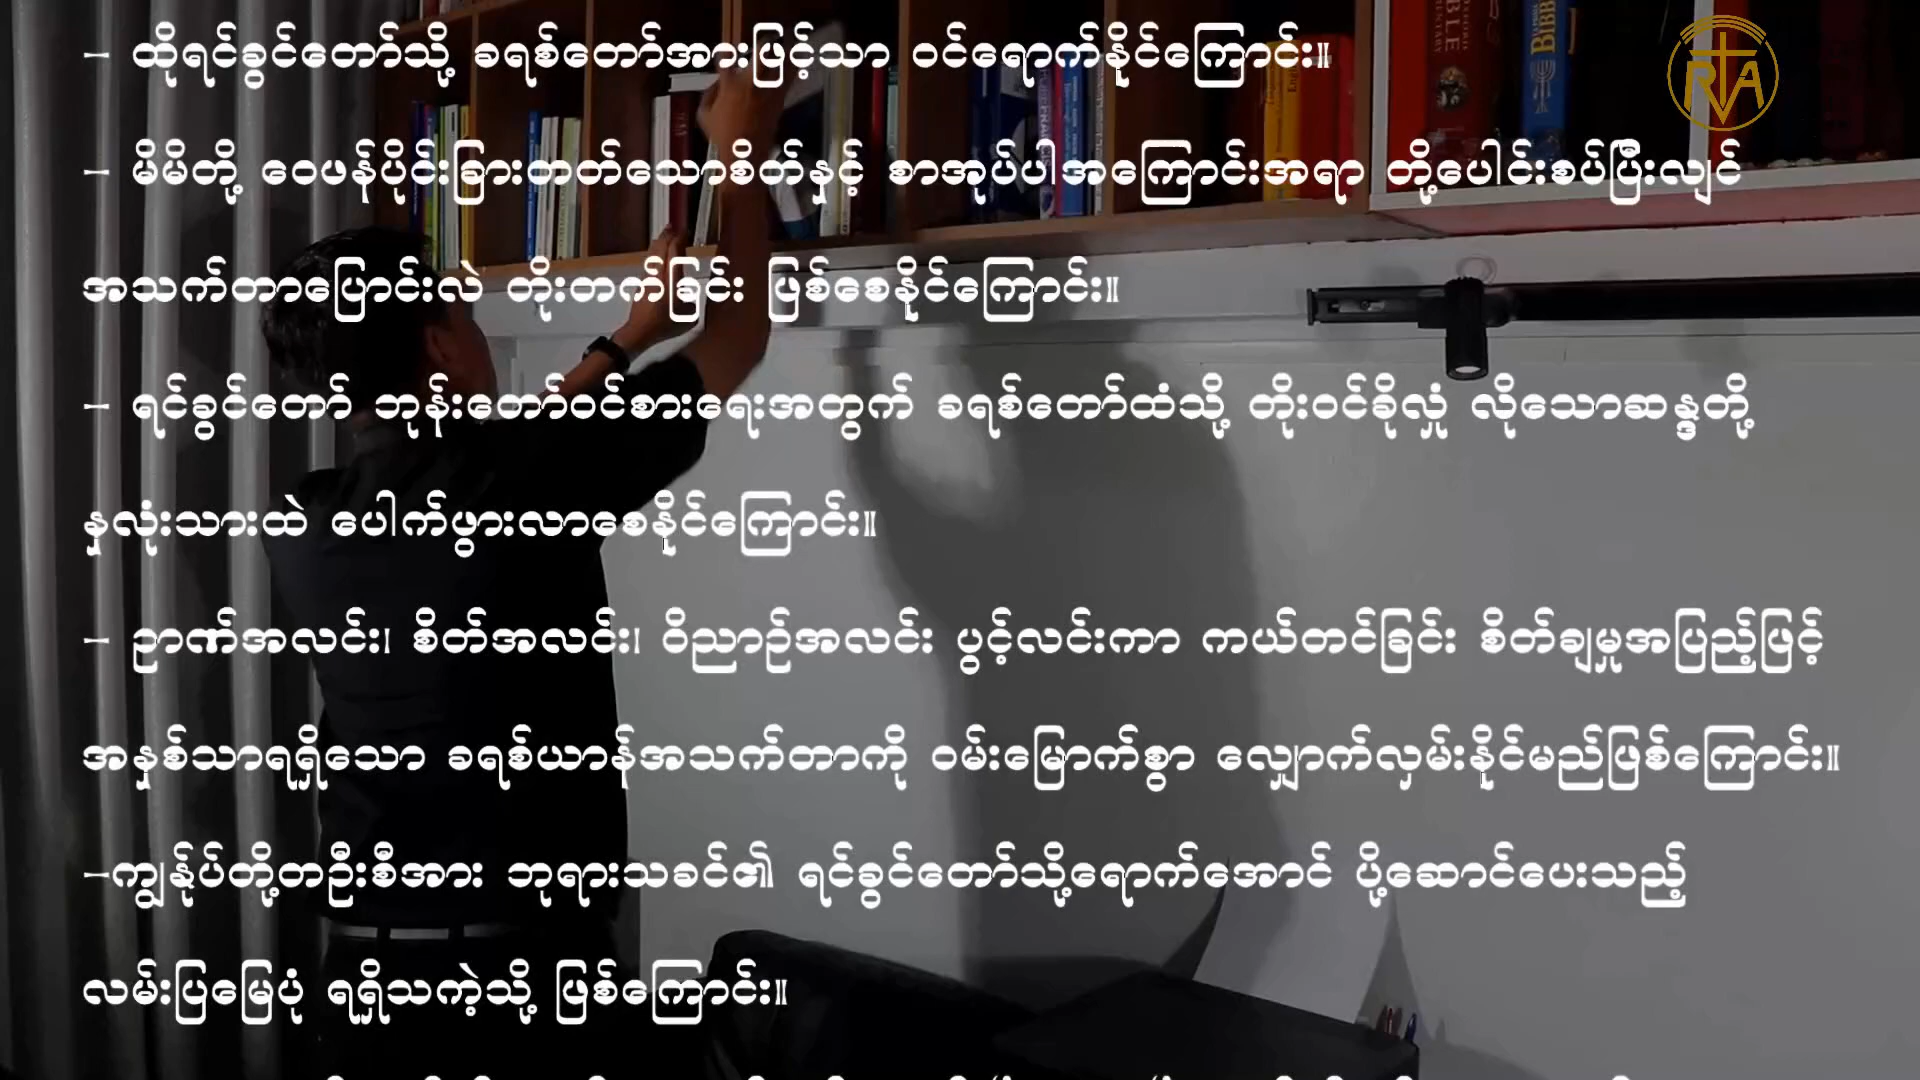 - ထိုရင်ခွင်တော်သို့ ခရစ်တော်အားဖြင့်သာ ဝင်ရောက်နိုင်ကြောင်း။
- မိမိတို့ ဝေဖန်ပိုင်းခြားတတ်သောစိတ်နှင့် စာအုပ်ပါအကြောင်းအရာ တို့ပေါင်းစပ်ပြီးလျှင်
အသက်တာပြောင်းလဲ တိုးတက်ခြင်း ဖြစ်စေနိုင်ကြောင်း။
- ရင်ခွင်တော် ဘုန်းတော်ဝင်စားရေးအတွက် ခရစ်တော်ထံသို့ တိုးဝင်ခိုလှုံ လိုသောဆန္ဒတို့
နှလုံးသားထဲ ပေါက်ဖွားလာစေနိုင်ကြောင်း။
- ဉာဏ်အလင်း၊ စိတ်အလင်း၊ ဝိညာဉ်အလင်း ပွင့်လင်းကာ ကယ်တင်ခြင်း စိတ်ချမှုအပြည့်ဖြင့်
အနှစ်သာရရှိသော ခရစ်ယာန်အသက်တာကို ဝမ်းမြောက်စွာ လျှောက်လှမ်းနိုင်မည်ဖြစ်ကြောင်း။
-ကျွန်ုပ်တို့တဦးစီအား ဘုရားသခင်၏ ရင်ခွင်တော်သို့ရောက်အောင် ပို့ဆောင်ပေးသည့်
လမ်းပြမြေပုံ ရရှိသကဲ့သို့ ဖြစ်ကြောင်း။
RVA
BIBLE